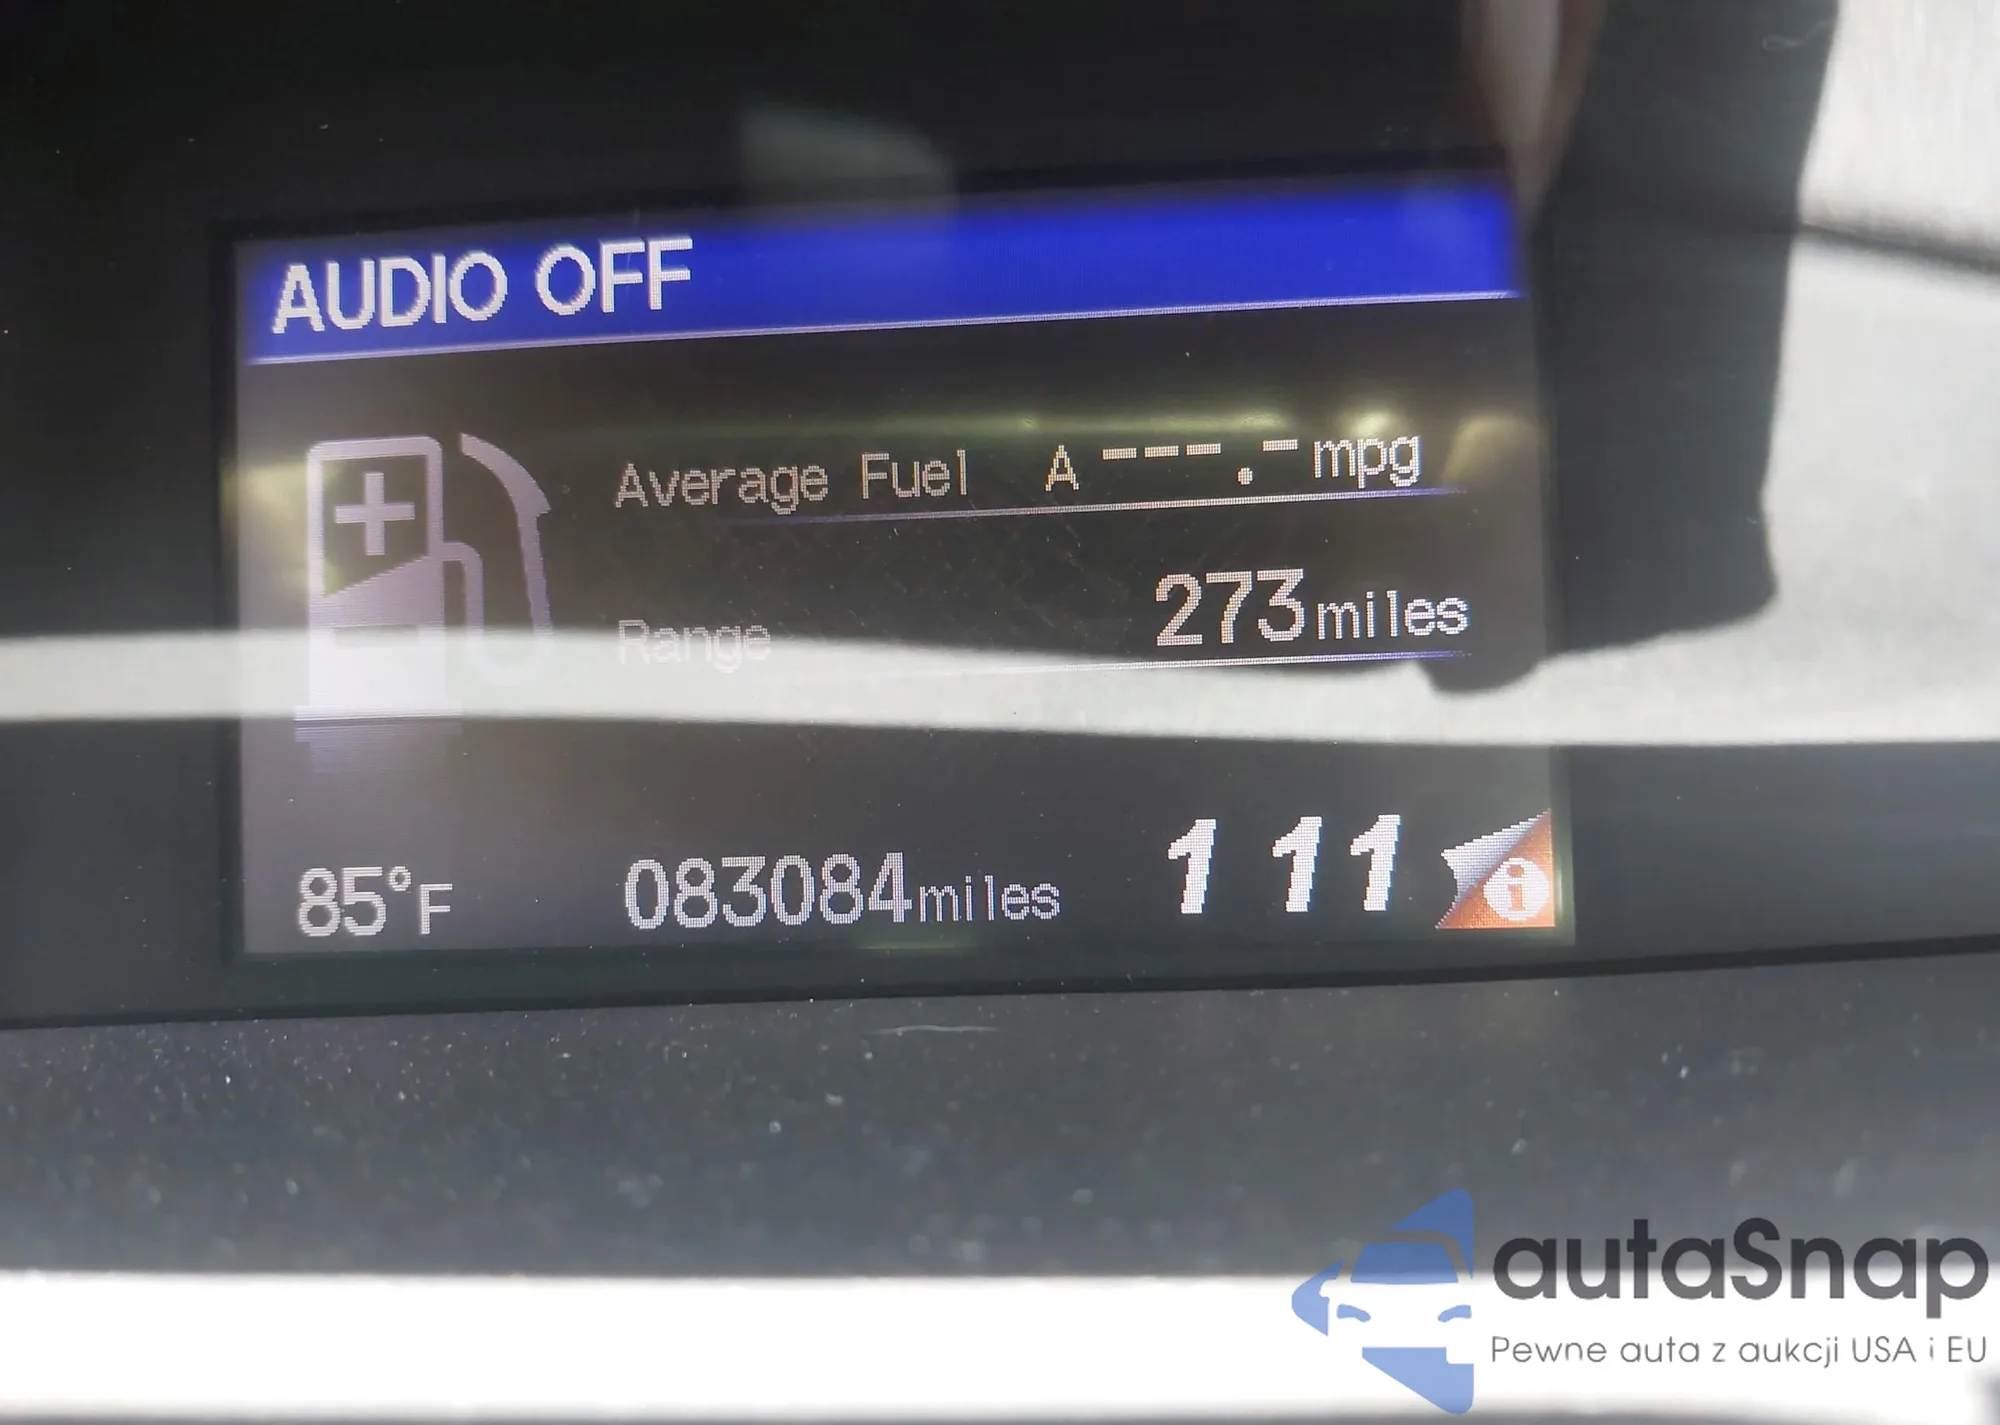 AUDIO OFF
Average Fuel A ---.- mpg
Range 273 miles
85°F 083084 miles 1 11 i
autaSnap
Pewne auta z aukcji USA i EU